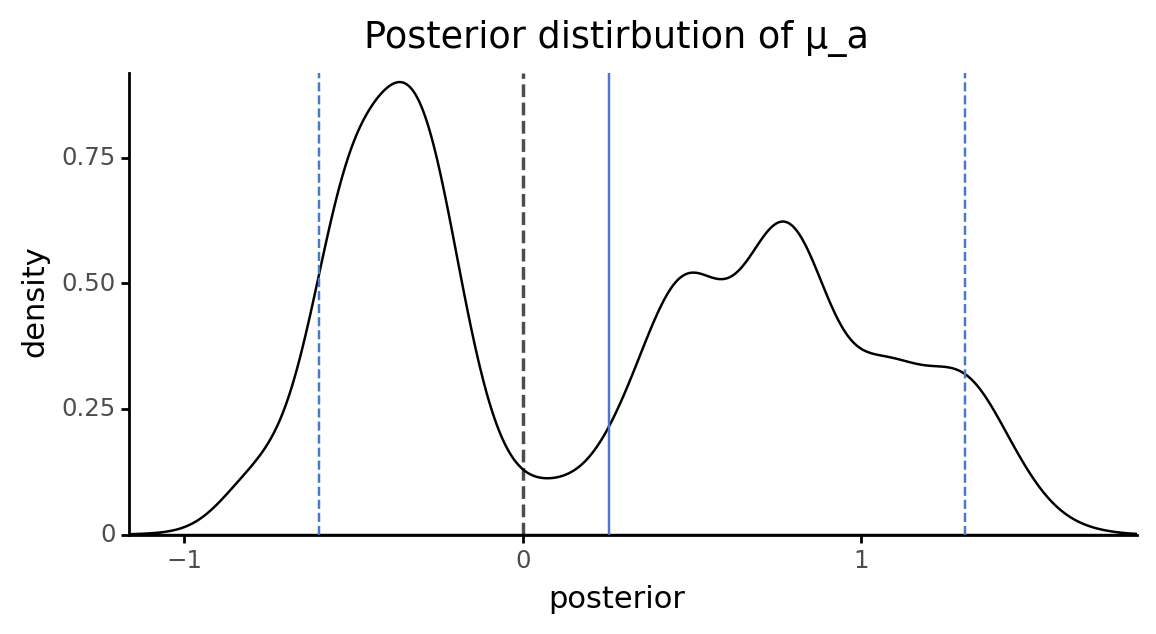 Posterior distirbution of μ_a
density
0.75
0.50
0.25
0
−1
0
1
posterior